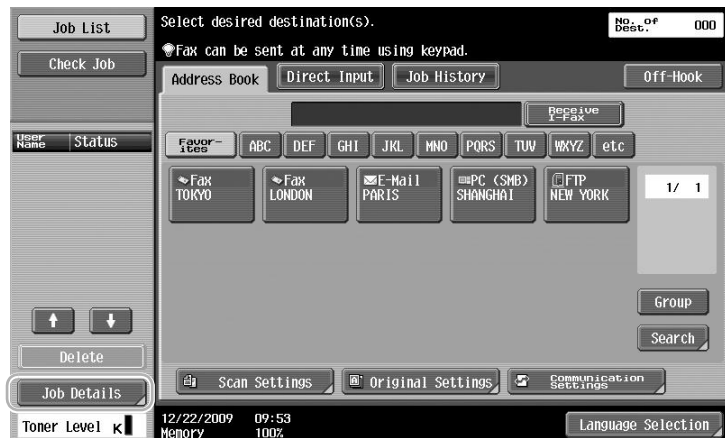 Job List
Check Job
User Name Status
Delete
Job Details
Toner Level K
Select desired destination(s).
No. of Dest. 000
Fax can be sent at any time using keypad.
Address Book Direct Input Job History Off-Hook
Receive I-Fax
Favor-ites ABC DEF GHI JKL MNO PQRS TUV WXYZ etc
Fax Fax E-Mail PC (SMB) FTP
TOKYO LONDON PARIS SHANGHAI NEW YORK
1/ 1
Group
Search
Scan Settings Original Settings Communication Settings
12/22/2009 09:53
Memory 100%
Language Selection